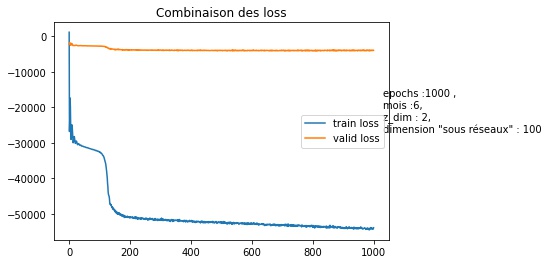 Combinaison des loss
0
−10000
−20000
−30000
−40000
−50000
0
200
400
600
800
1000
train loss
valid loss
epochs :1000 ,
mois :6,
z_dim : 2,
dimension "sous réseaux" : 100